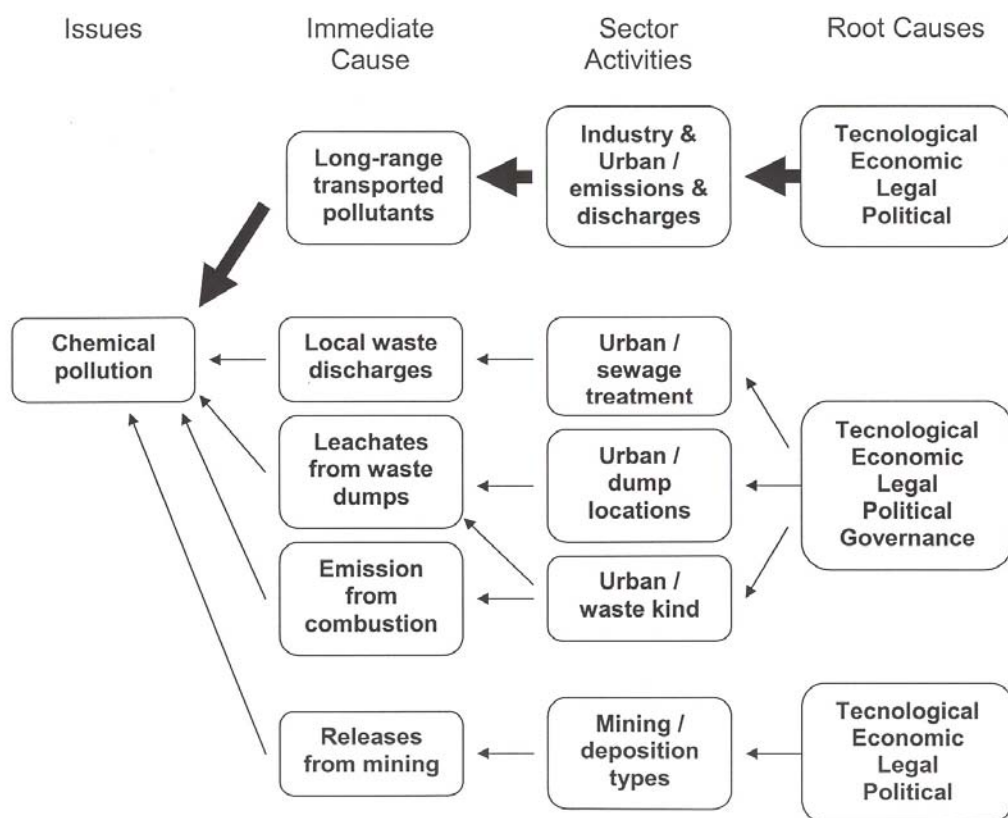 Issues
Immediate
Cause
Sector
Activities
Root Causes
Long-range
transported
pollutants
Industry &
Urban /
emissions &
discharges
Tecnological
Economic
Legal
Political
Chemical
pollution
Local waste
discharges
Urban /
sewage
treatment
Leachates
from waste
dumps
Urban /
dump
locations
Tecnological
Economic
Legal
Political
Governance
Emission
from
combustion
Urban /
waste kind
Releases
from mining
Mining /
deposition
types
Tecnological
Economic
Legal
Political